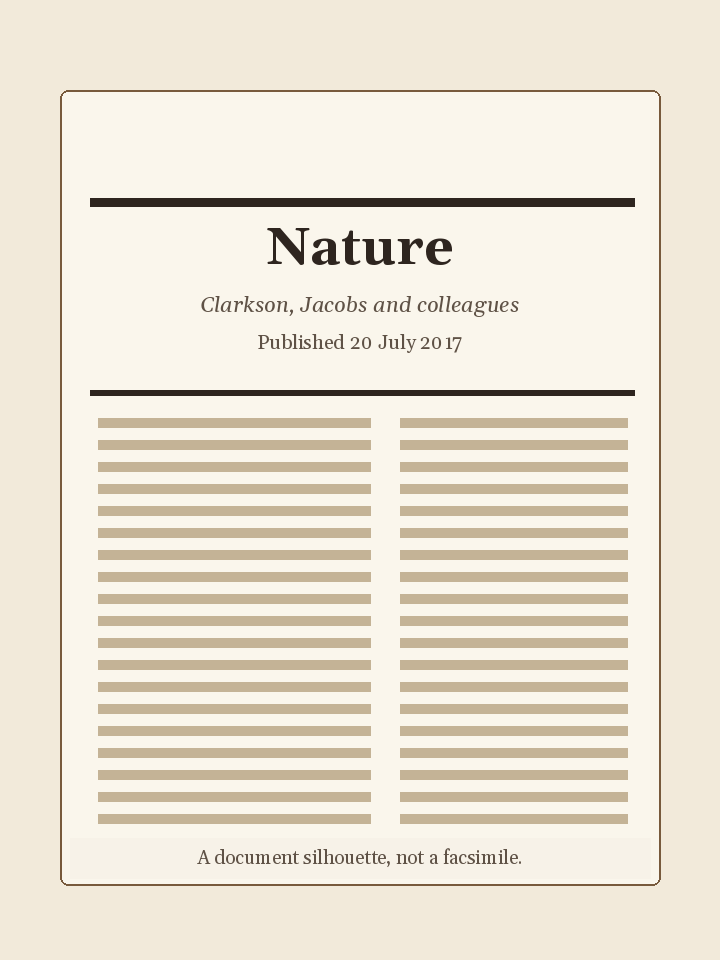 Nature
Clarkson, Jacobs and colleagues
Published 20 July 2017
A document silhouette, not a facsimile.